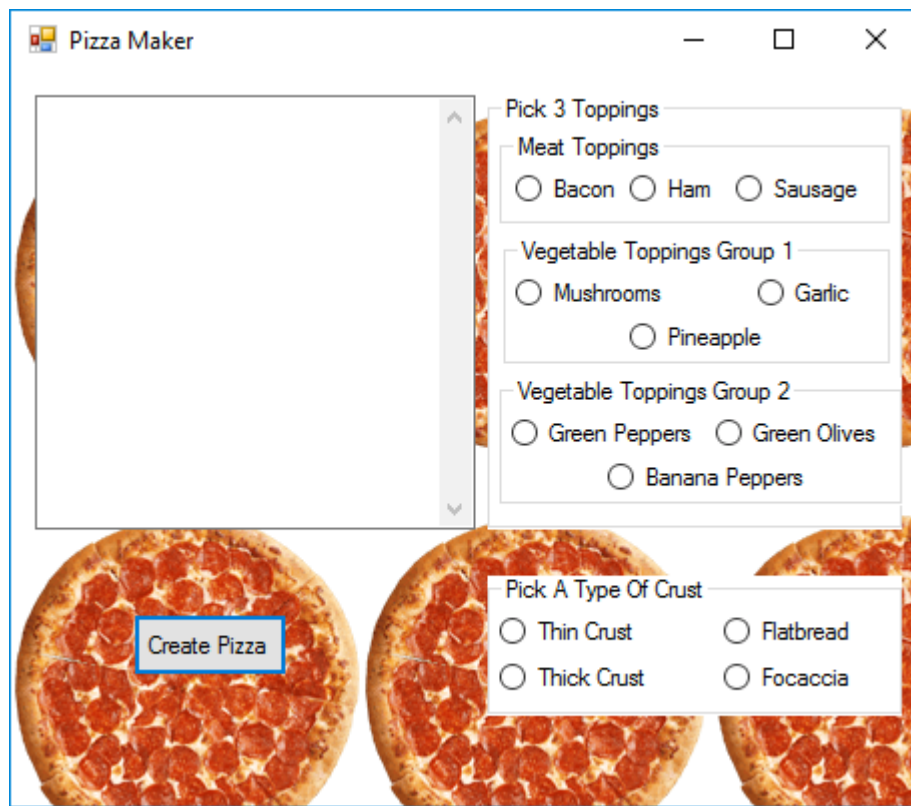 Pizza Maker
Pick 3 Toppings
Meat Toppings
Bacon Ham Sausage
Vegetable Toppings Group 1
Mushrooms Garlic
Pineapple
Vegetable Toppings Group 2
Green Peppers Green Olives
Banana Peppers
Pick A Type Of Crust
Thin Crust Flatbread
Thick Crust Focaccia
Create Pizza